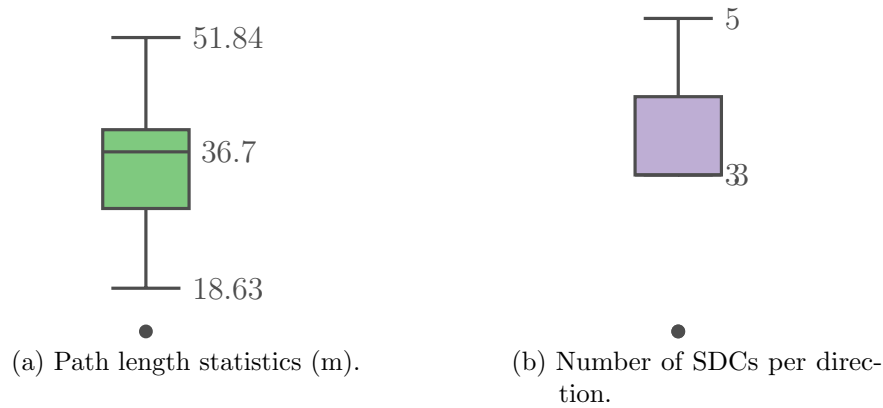 51.84
36.7
18.63
(a) Path length statistics (m).
5
33
(b) Number of SDCs per direc-
tion.